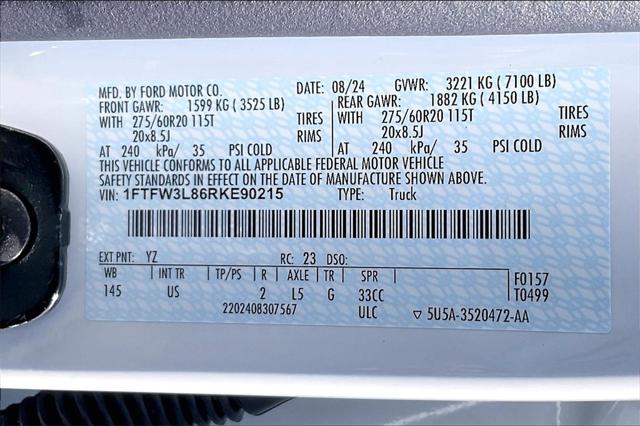 MFD. BY FORD MOTOR CO. DATE: 08/24 GVWR: 3221 KG (7100 LB)
FRONT GAWR: 1599 KG (3525 LB) REAR GAWR: 1882 KG (4150 LB)
WITH 275/60R20 115T TIRES WITH 275/60R20 115T TIRES
20x8.5J RIMS 20x8.5J RIMS
AT 240 kPa/ 35 PSI COLD AT 240 kPa/ 35 PSI COLD
THIS VEHICLE CONFORMS TO ALL APPLICABLE FEDERAL MOTOR VEHICLE
SAFETY STANDARDS IN EFFECT ON THE DATE OF MANUFACTURE SHOWN ABOVE.
VIN: 1FTFW3L86RKE90215 TYPE: Truck
EXT PNT: YZ RC: 23 DSO:
WB INT TR TP/PS R AXLE TR SPR F0157
145 US 2 L5 G 33CC T0499
2202408307567 ULC 5U5A-3520472-AA